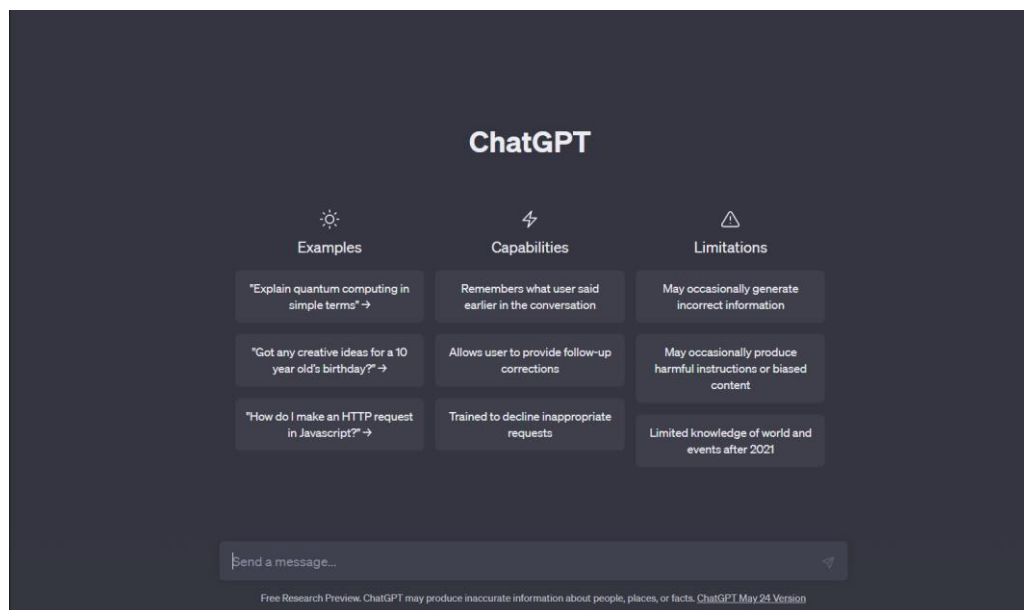 ChatGPT
Examples
"Explain quantum computing in
simple terms" →
"Got any creative ideas for a 10
year old's birthday?" →
"How do I make an HTTP request
in Javascript?" →
Capabilities
Remembers what user said
earlier in the conversation
Allows user to provide follow-up
corrections
Trained to decline inappropriate
requests
Limitations
May occasionally generate
incorrect information
May occasionally produce
harmful instructions or biased
content
Limited knowledge of world and
events after 2021
Send a message...
Free Research Preview. ChatGPT may produce inaccurate information about people, places, or facts. ChatGPT May 24 Version